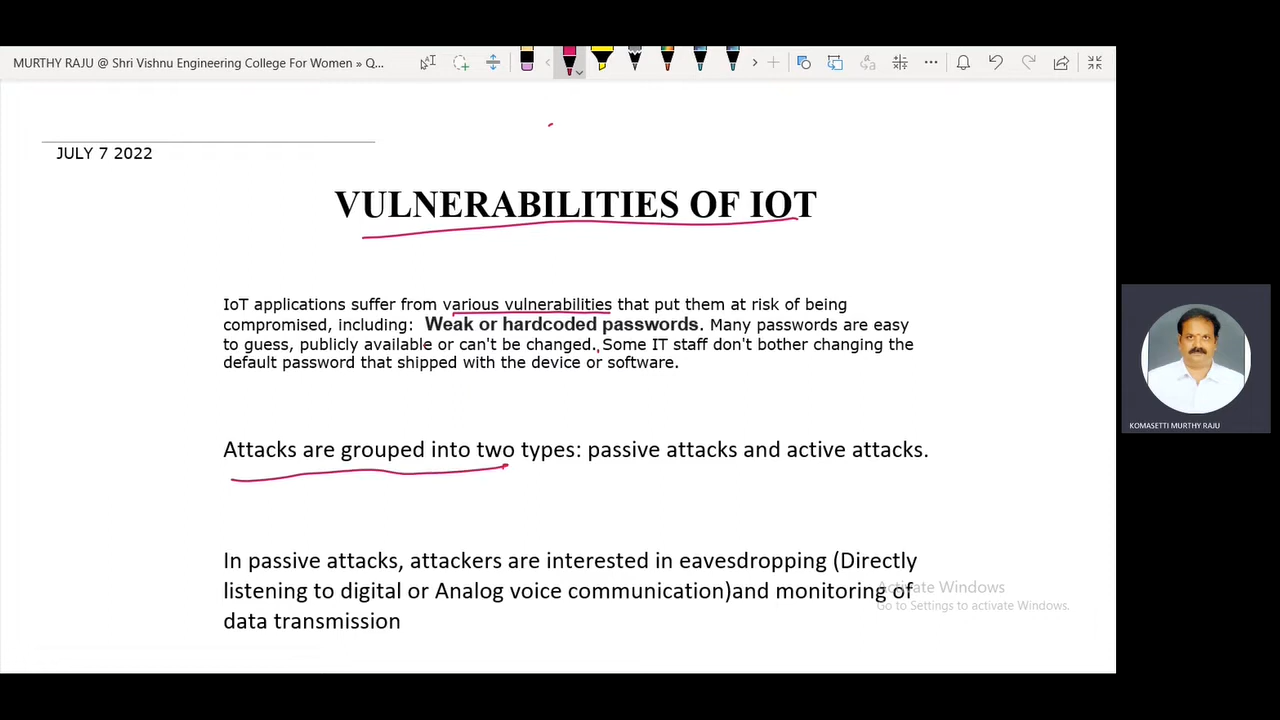 MURTHY RAJU @ Shri Vishnu Engineering College For Women » Q...
JULY 7 2022
VULNERABILITIES OF IOT
IoT applications suffer from various vulnerabilities that put them at risk of being
compromised, including: Weak or hardcoded passwords. Many passwords are easy
to guess, publicly available or can't be changed. Some IT staff don't bother changing the
default password that shipped with the device or software.
KOMASETTI MURTHY RAJU
Attacks are grouped into two types: passive attacks and active attacks.
In passive attacks, attackers are interested in eavesdropping (Directly
listening to digital or Analog voice communication)and monitoring of
data transmission
Activate Windows
Go to Settings to activate Windows.